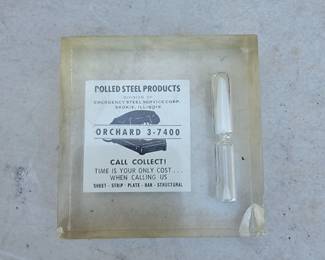 ROLLED STEEL PRODUCTS
DIVISION OF
EMERGENCY STEEL SERVICE CORP.
SKOKIE, ILLINOIS
ORCHARD 3-7400
CALL COLLECT!
TIME IS YOUR ONLY COST...
WHEN CALLING US
SHEET - STRIP - PLATE - BAR - STRUCTURAL